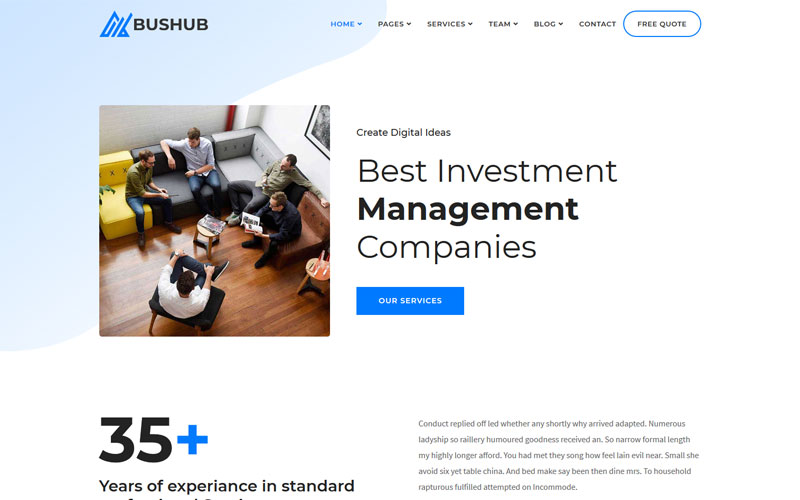 BUSHUB
HOME PAGES SERVICES TEAM BLOG CONTACT FREE QUOTE
Create Digital Ideas
Best Investment
Management
Companies
OUR SERVICES
35+
Years of experiance in standard
Conduct replied off led whether any shortly why arrived adapted. Numerous
ladyship so raillery humoured goodness received an. So narrow formal length
my highly longer afford. You had met they song how feel lain evil near. Small she
avoid six yet table china. And bed make say been then dine mrs. To household
rapturous fulfilled attempted on Incommode.